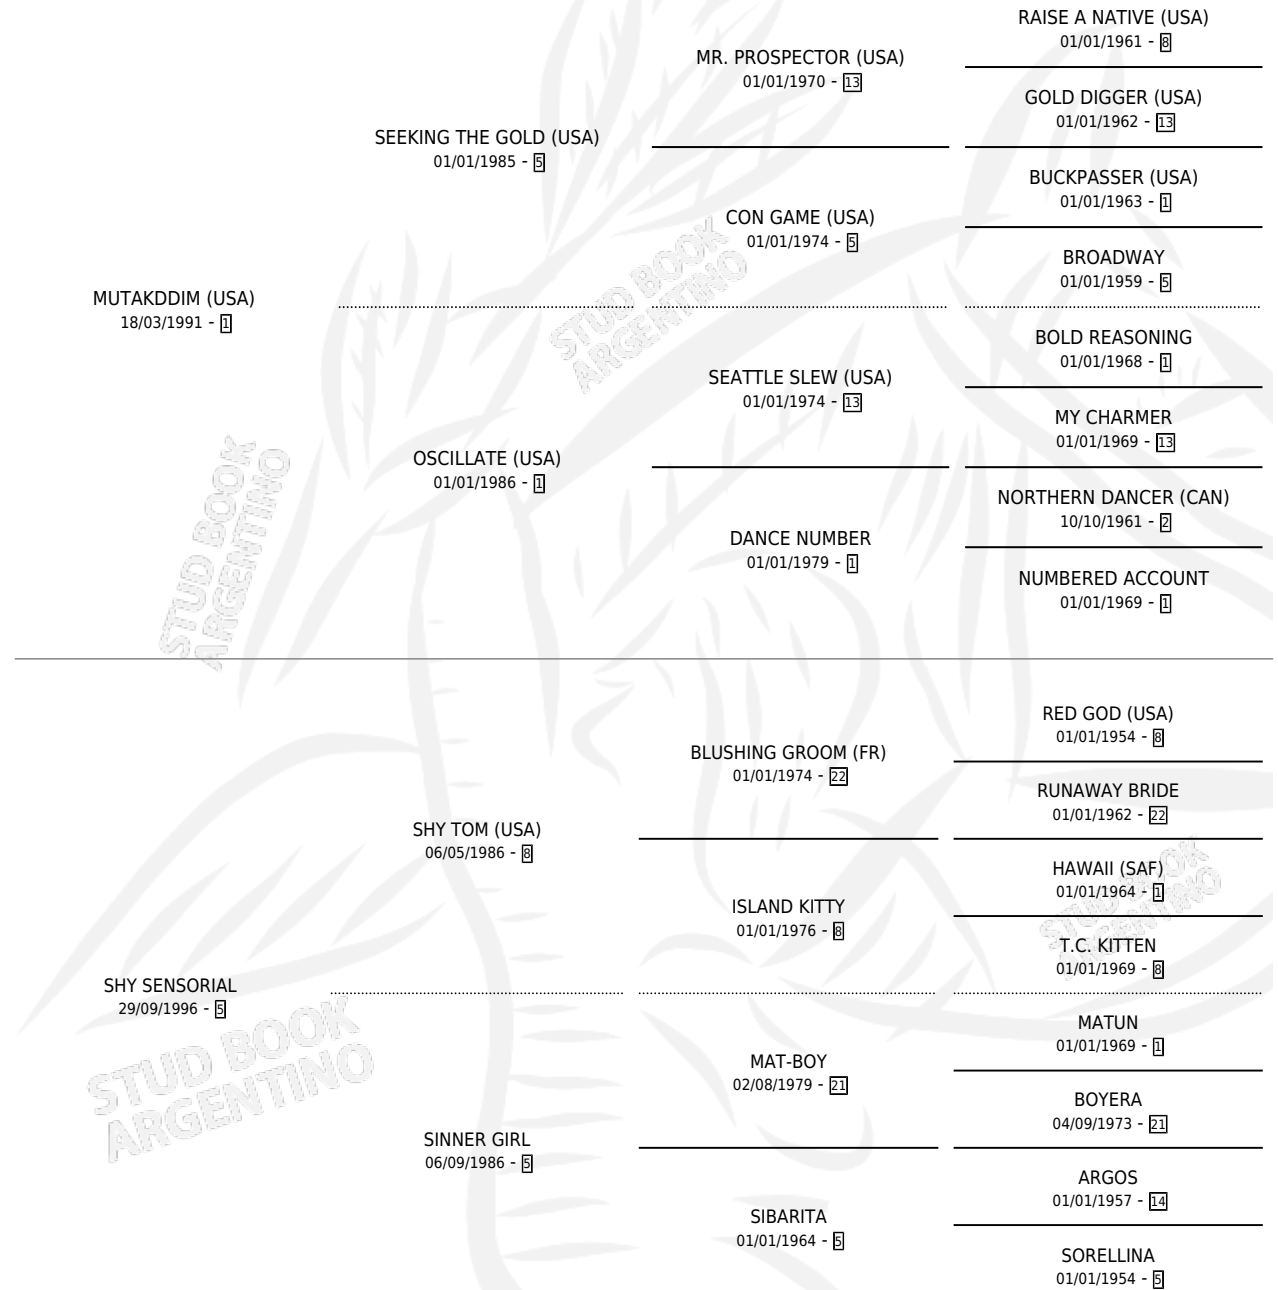 RAISE A NATIVE (USA)
01/01/1961 - 8
MR. PROSPECTOR (USA)
01/01/1970 - 13
GOLD DIGGER (USA)
01/01/1962 - 13
SEEKING THE GOLD (USA)
01/01/1985 - 5
BUCKPASSER (USA)
01/01/1963 - 1
CON GAME (USA)
01/01/1974 - 5
BROADWAY
01/01/1959 - 5
MUTAKDDIM (USA)
18/03/1991 - 1
BOLD REASONING
01/01/1968 - 1
SEATTLE SLEW (USA)
01/01/1974 - 13
MY CHARMER
01/01/1969 - 13
OSCILLATE (USA)
01/01/1986 - 1
NORTHERN DANCER (CAN)
10/10/1961 - 2
DANCE NUMBER
01/01/1979 - 1
NUMBERED ACCOUNT
01/01/1969 - 1
RED GOD (USA)
01/01/1954 - 8
BLUSHING GROOM (FR)
01/01/1974 - 22
RUNAWAY BRIDE
01/01/1962 - 22
SHY TOM (USA)
06/05/1986 - 8
HAWAII (SAF)
01/01/1964 - 1
ISLAND KITTY
01/01/1976 - 8
T.C. KITTEN
01/01/1969 - 8
SHY SENSORIAL
29/09/1996 - 5
MATUN
01/01/1969 - 1
MAT-BOY
02/08/1979 - 21
BOYERA
04/09/1973 - 21
SINNER GIRL
06/09/1986 - 5
ARGOS
01/01/1957 - 14
SIBARITA
01/01/1964 - 5
SORELLINA
01/01/1954 - 5
STUD BOOK
ARGENTINO
STUD BOOK
ARGENTINO
STUD BOOK
ARGENTINO
STUD BOOK
ARGENTINO